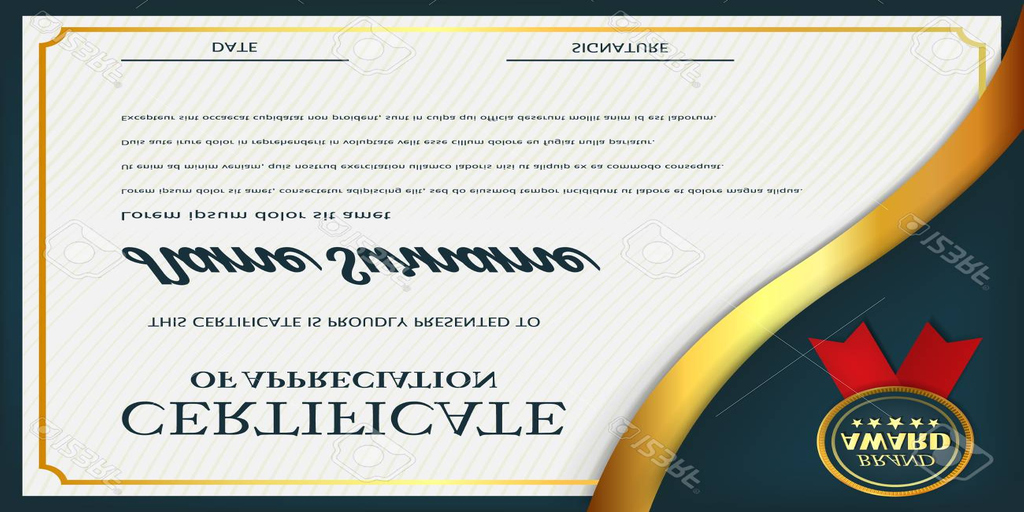 CERTIFICATE
OF APPRECIATION
THIS CERTIFICATE IS PROUDLY PRESENTED TO
Name Surname
Lorem ipsum dolor sit amet
Lorem ipsum dolor sit amet, consectetur adipiscing elit, sed do eiusmod tempor incididunt ut labore et dolore magna aliqua.
Ut enim ad minim veniam, quis nostrud exercitation ullamco laboris nisi ut aliquip ex ea commodo consequat.
Duis aute irure dolor in reprehenderit in voluptate velit esse cillum dolore eu fugiat nulla pariatur.
Excepteur sint occaecat cupidatat non proident, sunt in culpa qui officia deserunt mollit anim id est laborum.
DATE
SIGNATURE
BRAND
AWARD